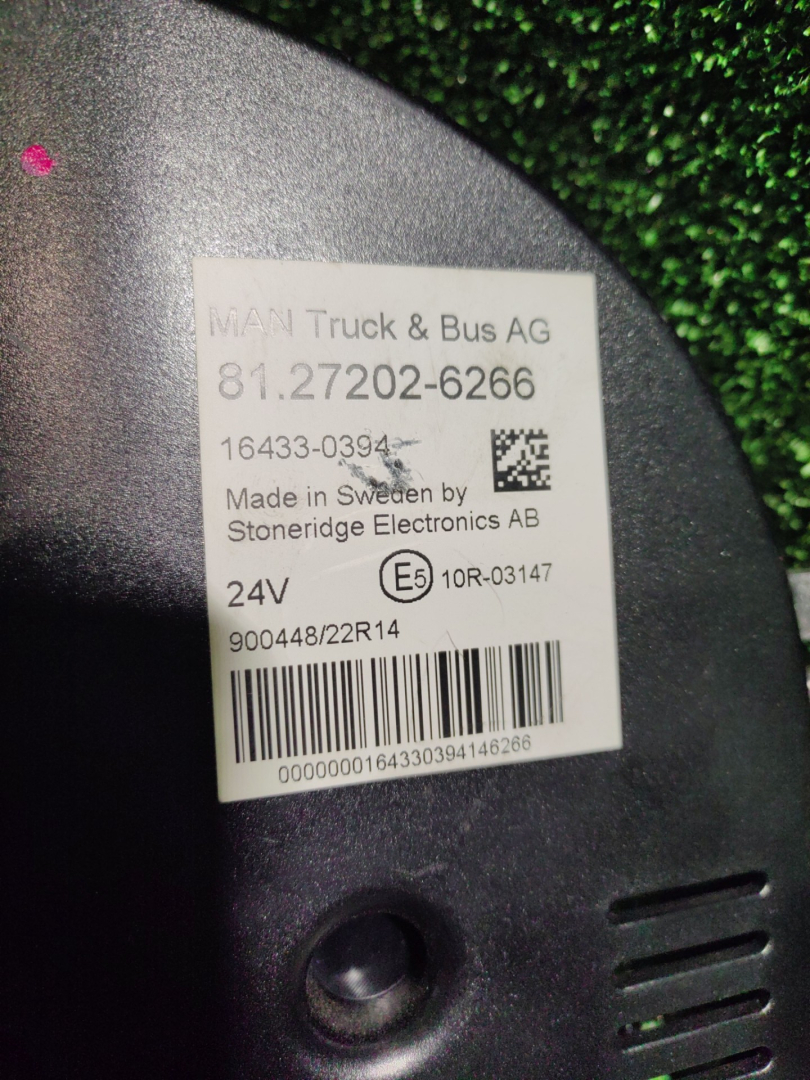 MAN Truck & Bus AG
81.27202-6266
16433-0394
Made in Sweden by
Stoneridge Electronics AB
24V
E5 10R-03147
900448/22R14
0000000164330394146266